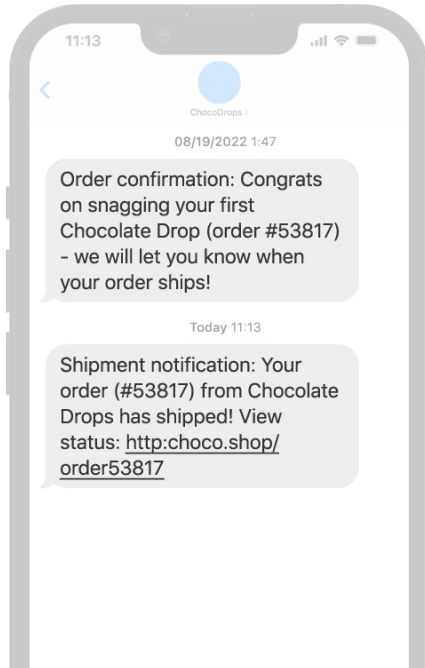 11:13
ChocoDrops
08/19/2022 1:47
Order confirmation: Congrats
on snagging your first
Chocolate Drop (order #53817)
- we will let you know when
your order ships!
Today 11:13
Shipment notification: Your
order (#53817) from Chocolate
Drops has shipped! View
status: http:choco.shop/
order53817